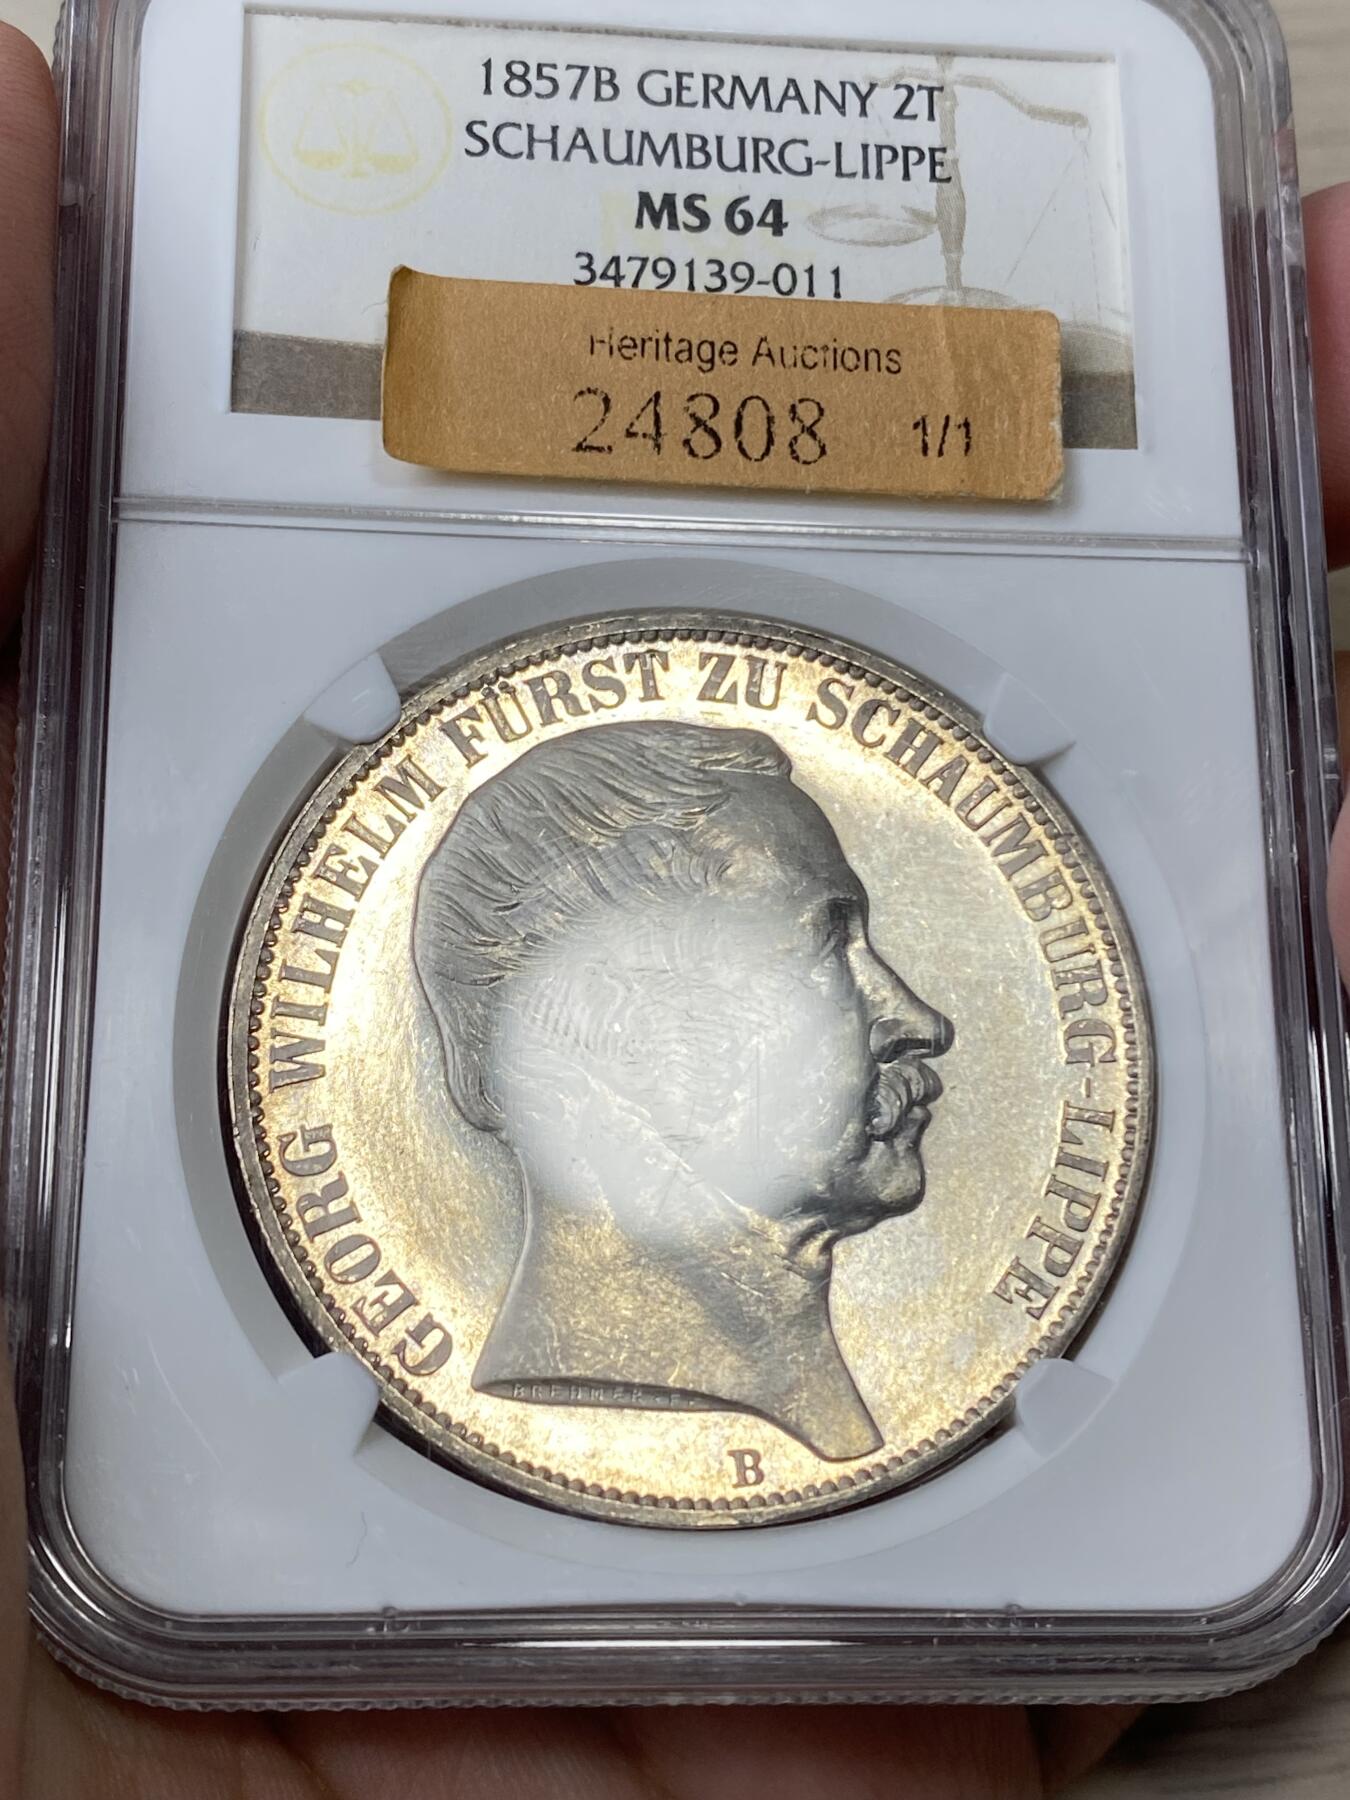 1857B GERMANY 2T
SCHAUMBURG-LIPPE
MS 64
3479139-011
Heritage Auctions
24808 1/1
GEORG WILHELM FÜRST ZU SCHAUMBURG-LIPPE
BREHMER F.
B